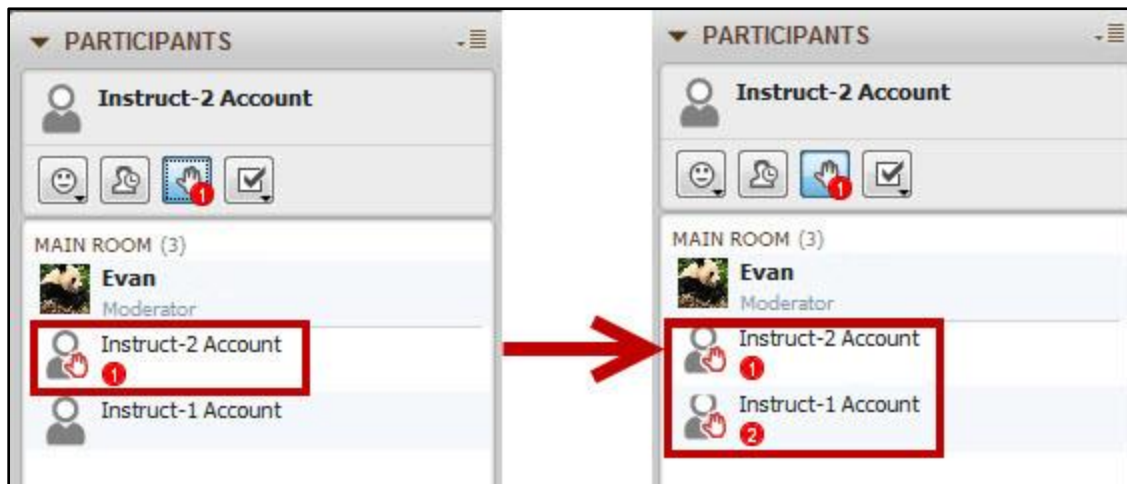 PARTICIPANTS
Instruct-2 Account
1
MAIN ROOM (3)
Evan
Moderator
Instruct-2 Account
1
Instruct-1 Account
PARTICIPANTS
Instruct-2 Account
1
MAIN ROOM (3)
Evan
Moderator
Instruct-2 Account
1
Instruct-1 Account
2